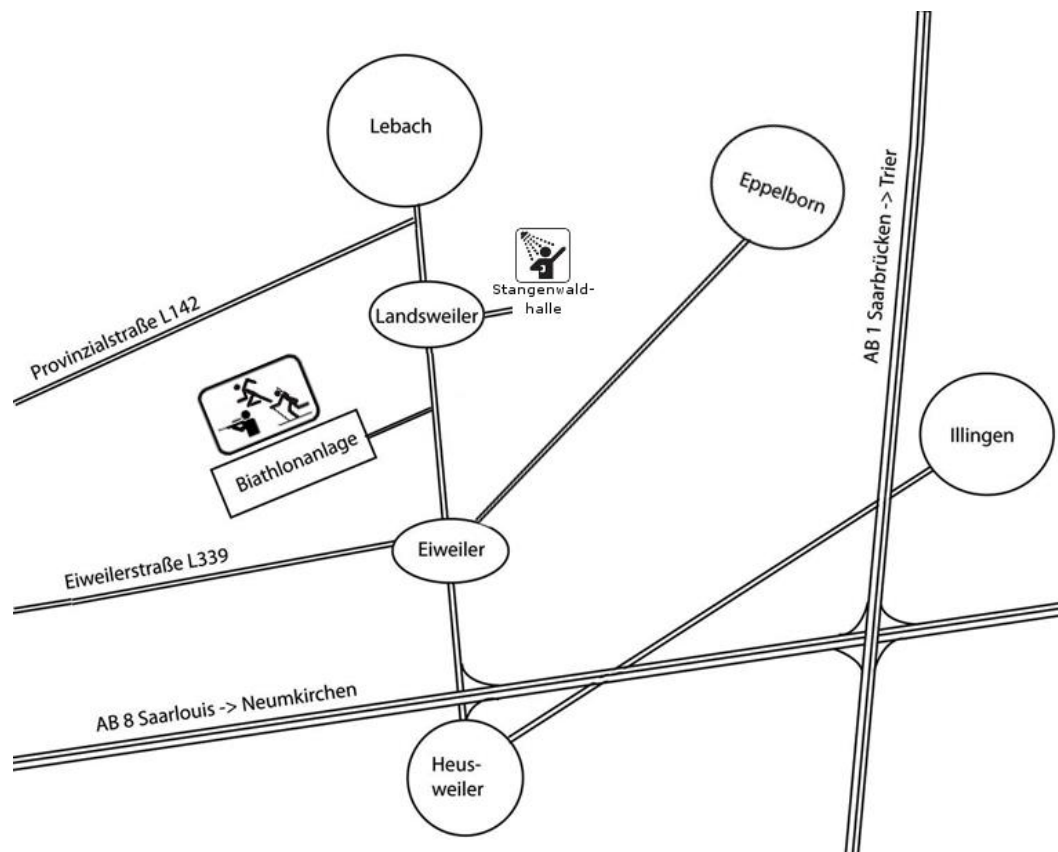 Lebach
Eppelborn
AB 1 Saarbrücken -> Trier
Stangenwald-
halle
Landsweiler
Provinzialstraße L142
Illingen
Biathlonanlage
Eiweiler
Eiweilerstraße L339
AB 8 Saarlouis -> Neumkirchen
Heus-
weiler